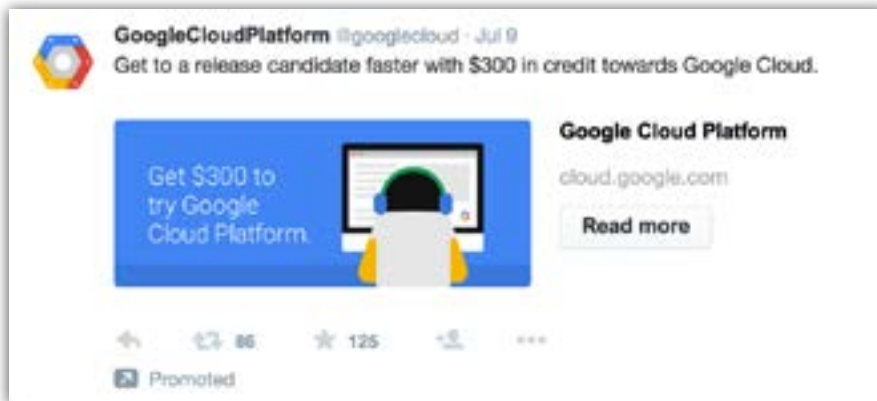 GoogleCloudPlatform @googlecloud · Jul 9
Get to a release candidate faster with $300 in credit towards Google Cloud.
Get $300 to
try Google
Cloud Platform.
Google Cloud Platform
cloud.google.com
Read more
86 125
Promoted